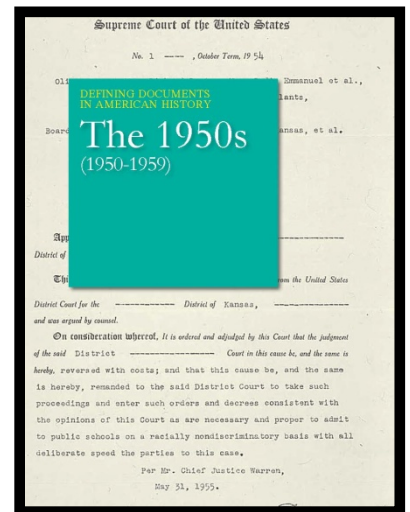 Supreme Court of the United States
No. 1 ---- , October Term, 19 54
Emmanuel et al.,
DEFINING DOCUMENTS
IN AMERICAN HISTORY
The 1950s
(1950-1959)
Board
ansas, et al.
District of
om the United States
District Court for the -------------- District of Kansas, --------------
and was argued by counsel.
On consideration whereof, It is ordered and adjudged by this Court that the judgment
of the said District -------------------- Court in this cause be, and the same is
hereby, reversed with costs; and that this cause be, and the same
is hereby, remanded to the said District Court to take such
proceedings and enter such orders and decrees consistent with
the opinions of this Court as are necessary and proper to admit
to public schools on a racially nondiscriminatory basis with all
deliberate speed the parties to this case.
Per Mr. Chief Justice Warren,
May 31, 1955.